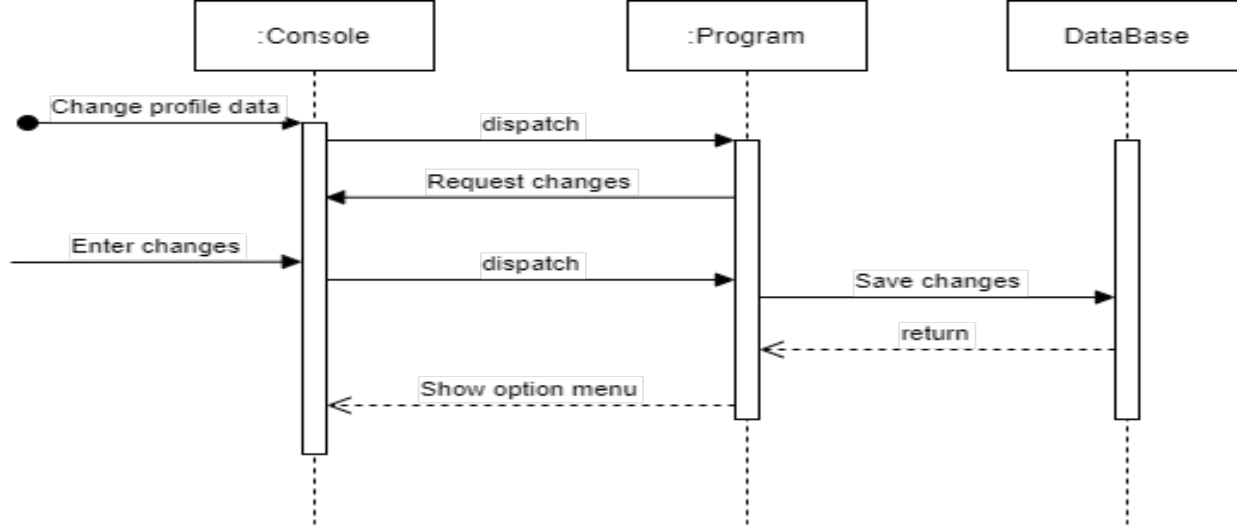 :Console
:Program
DataBase
Change profile data
dispatch
Request changes
Enter changes
dispatch
Save changes
return
Show option menu